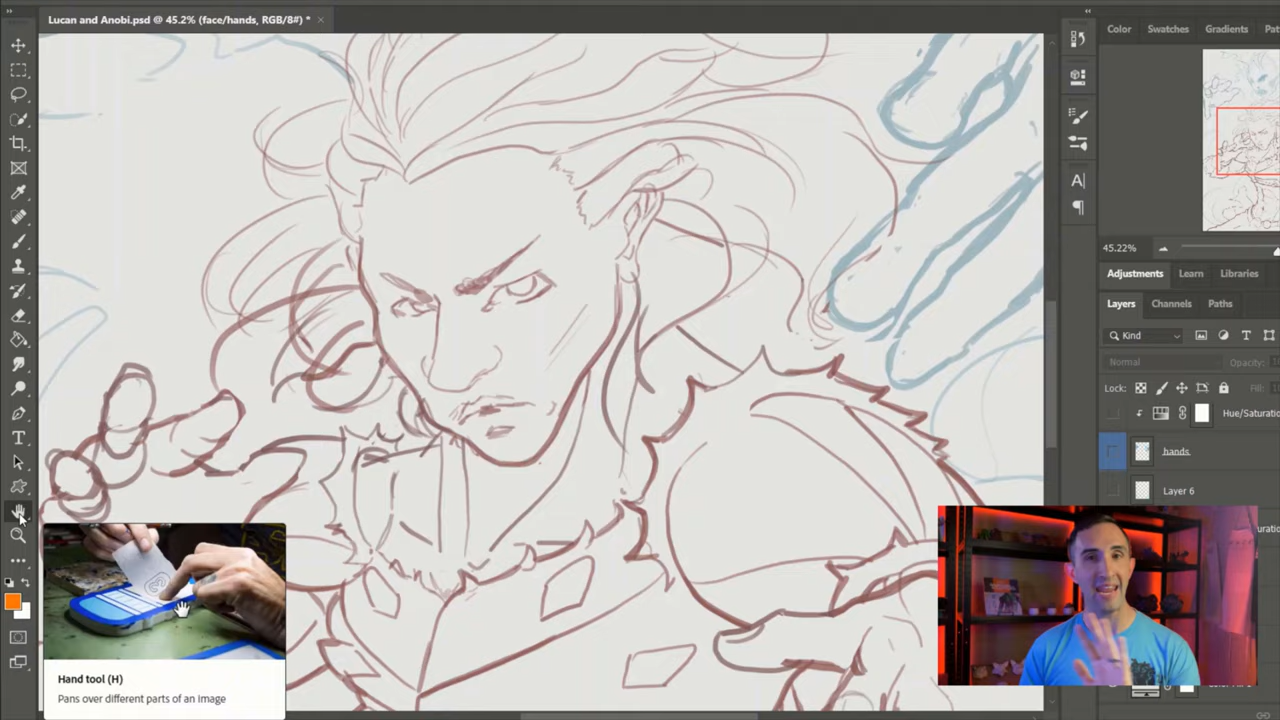 Lucan and Anobi.psd @ 45.2% (face/hands, RGB/8#) *
Color Swatches Gradients
45.22%
Adjustments Learn Libraries
Layers Channels Paths
Kind
Normal Opacity:
Lock: Fill:
Hue/Saturatio
hands
Layer 6
Hand tool (H)
Pans over different parts of an image